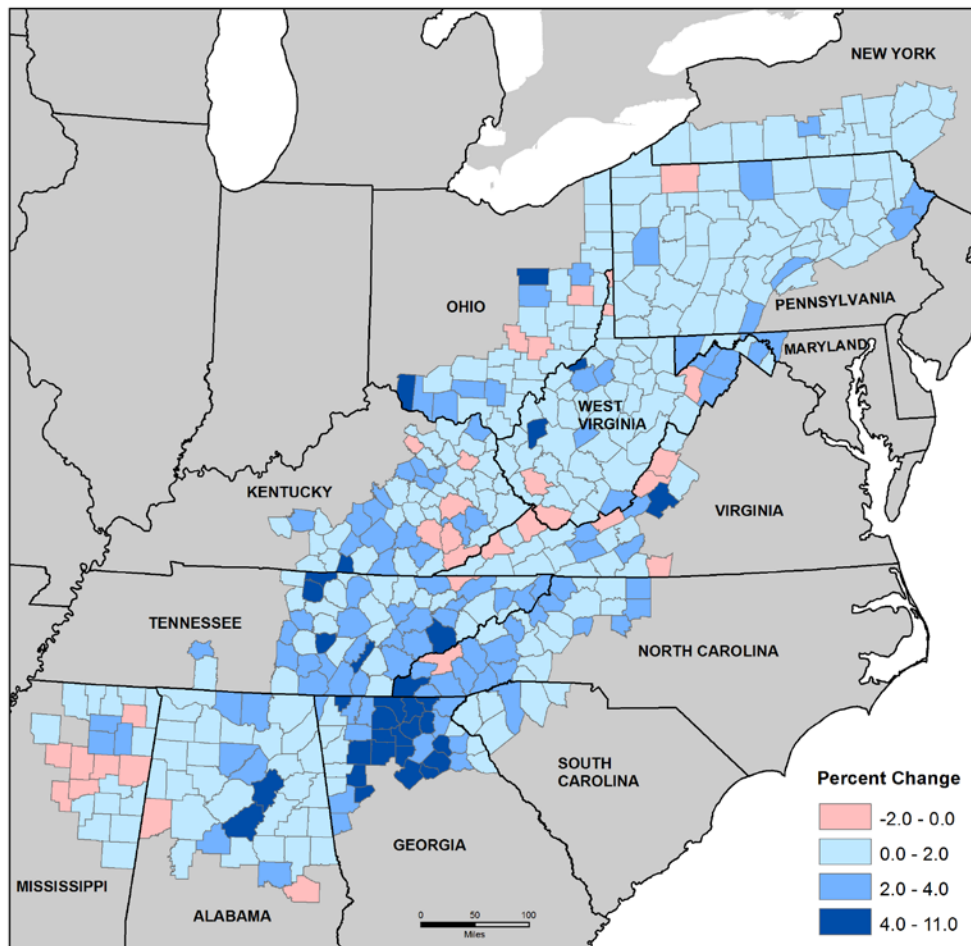 NEW YORK
OHIO
PENNSYLVANIA
MARYLAND
WEST
VIRGINIA
KENTUCKY
VIRGINIA
TENNESSEE
NORTH CAROLINA
SOUTH
CAROLINA
GEORGIA
MISSISSIPPI
ALABAMA
Percent Change
-2.0 - 0.0
0.0 - 2.0
2.0 - 4.0
4.0 - 11.0
0 50 100
Miles